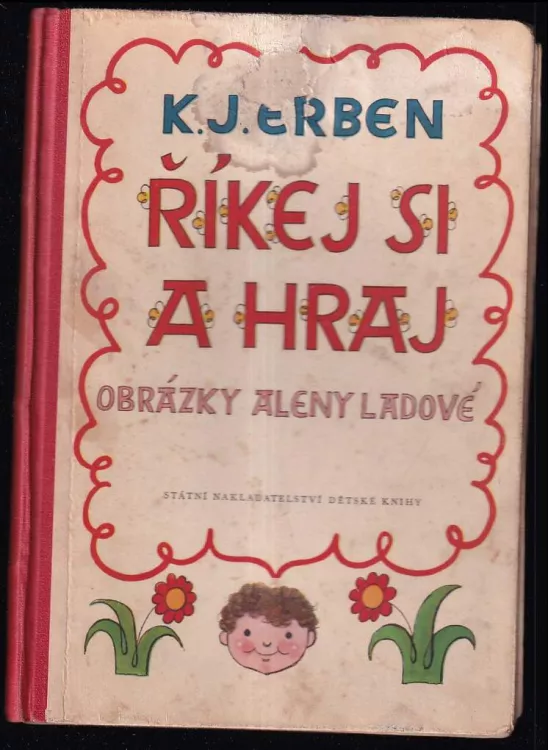 K.J.ERBEN
ŘÍKEJ SI
A HRAJ
OBRÁZKY ALENY LADOVÉ
STÁTNÍ NAKLADATELSTVÍ DĚTSKÉ KNIHY